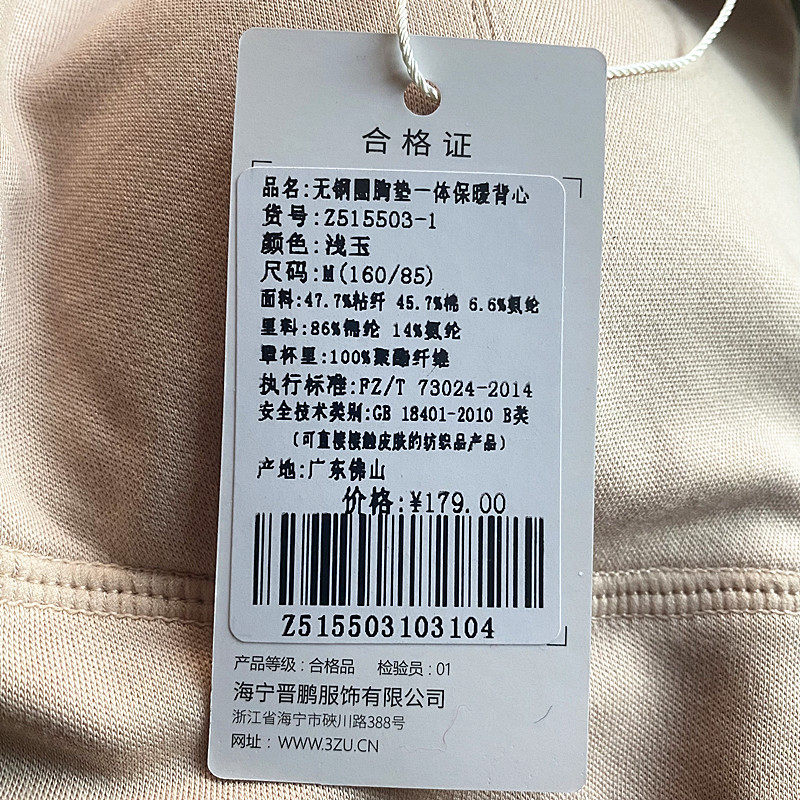 合格证
品名:无钢圈胸垫一体保暖背心
货号:Z515503-1
颜色:浅玉
尺码:M(160/85)
面料:47.7%粘纤 45.7%棉 6.6%氨纶
里料:86%锦纶 14%氨纶
罩杯里:100%聚酯纤维
执行标准:FZ/T 73024-2014
安全技术类别:GB 18401-2010 B类
(可直接接触皮肤的纺织品产品)
产地:广东佛山
价格:¥179.00
Z515503103104
产品等级:合格品 检验员:01
海宁晋鹏服饰有限公司
浙江省海宁市硖川路388号
网址:WWW.3ZU.CN